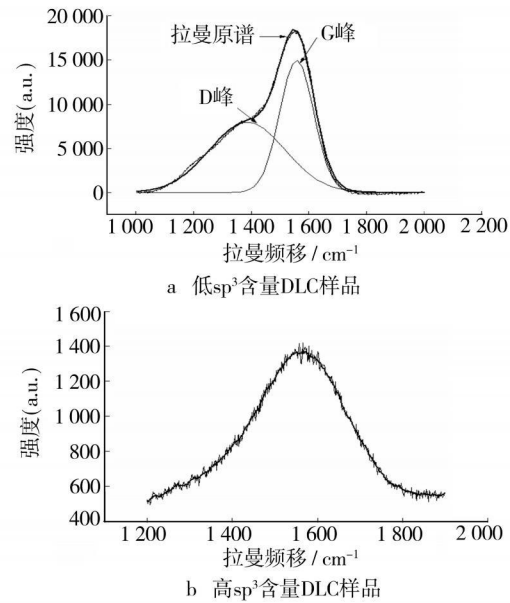 20 000
15 000
10 000
5 000
0
强度(a.u.)
拉曼原谱
G峰
D峰
1 000 1 200 1 400 1 600 1 800 2 000 2 200
拉曼频移 / cm⁻¹
a 低sp³含量DLC样品
1 600
1 400
1 200
1 000
800
600
400
强度(a.u.)
1 200 1 400 1 600 1 800 2 000
拉曼频移 / cm⁻¹
b 高sp³含量DLC样品